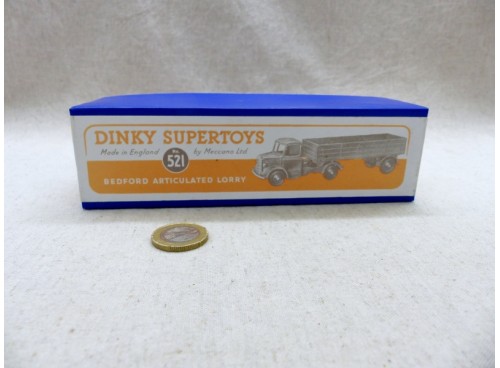 DINKY SUPERTOYS
Made in England No 521 by Meccano Ltd
BEDFORD ARTICULATED LORRY